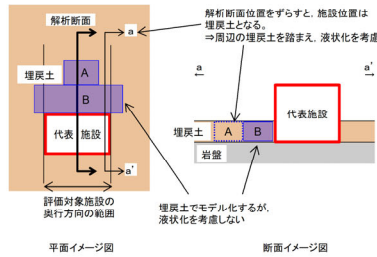 解析断面
a
埋戻土
A
B
代表 施設
a'
評価対象施設の
奥行方向の範囲
平面イメージ図
解析断面位置をずらすと、施設位置は
埋戻土となる。
⇒周辺の埋戻土を踏まえ、液状化を考慮
a
a'
代表施設
埋戻土
A
B
岩盤
埋戻土でモデル化するが、
液状化を考慮しない
断面イメージ図